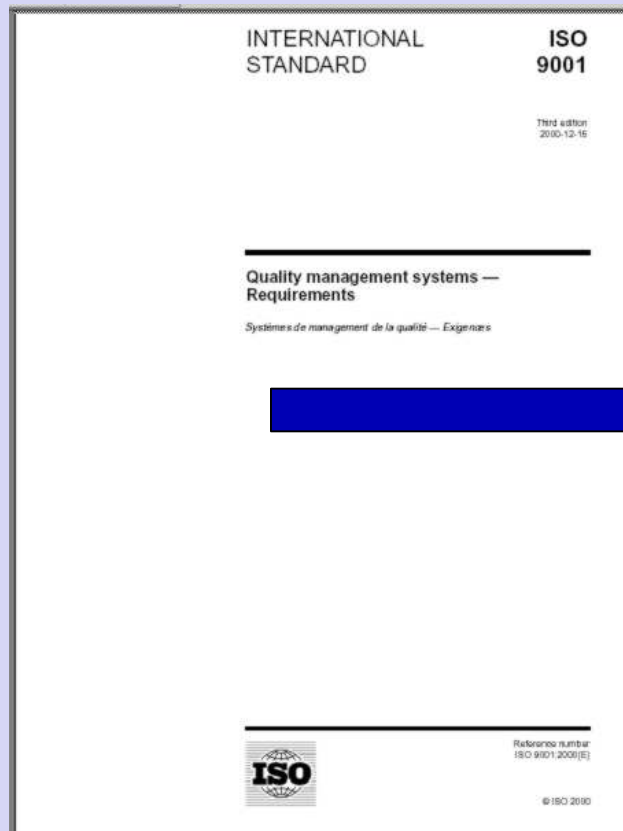 INTERNATIONAL
STANDARD
ISO
9001
Third edition
2000-12-15
Quality management systems —
Requirements
Systèmes de management de la qualité — Exigences
ISO
Reference number
ISO 9001:2000(E)
© ISO 2000